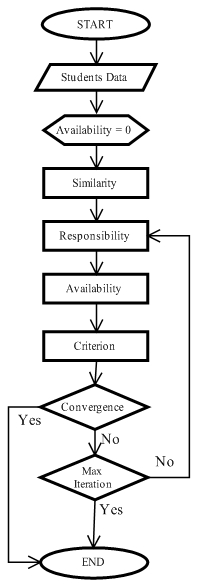 START
Students Data
Availability = 0
Similarity
Responsibility
Availability
Criterion
Convergence
Yes
No
Max
Iteration
No
Yes
END